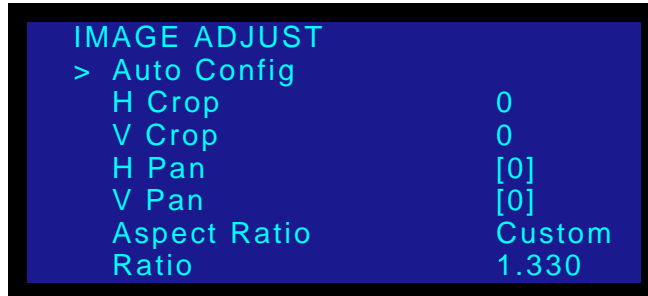 IMAGE ADJUST
> Auto Config
H Crop 0
V Crop 0
H Pan [0]
V Pan [0]
Aspect Ratio Custom
Ratio 1.330